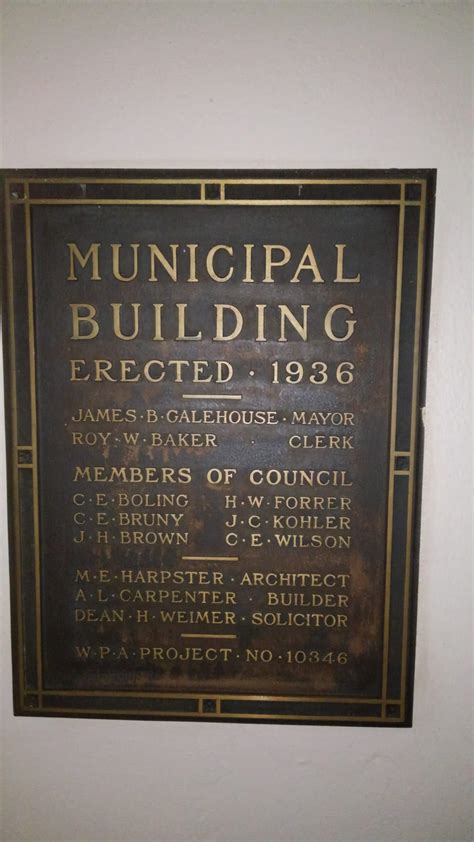 MUNICIPAL
BUILDING
ERECTED · 1936
JAMES · B · GALEHOUSE · MAYOR
ROY · W · BAKER · CLERK
MEMBERS OF COUNCIL
C · E · BOLING H · W · FORRER
C · E · BRUNY J · C · KOHLER
J · H · BROWN C · E · WILSON
M · E · HARPSTER · ARCHITECT
A · L · CARPENTER · BUILDER
DEAN · H · WEIMER · SOLICITOR
W · P · A · PROJECT · NO · 10346